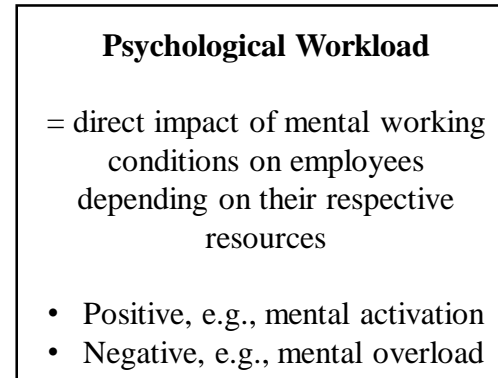 Psychological Workload
= direct impact of mental working
conditions on employees
depending on their respective
resources
• Positive, e.g., mental activation
• Negative, e.g., mental overload